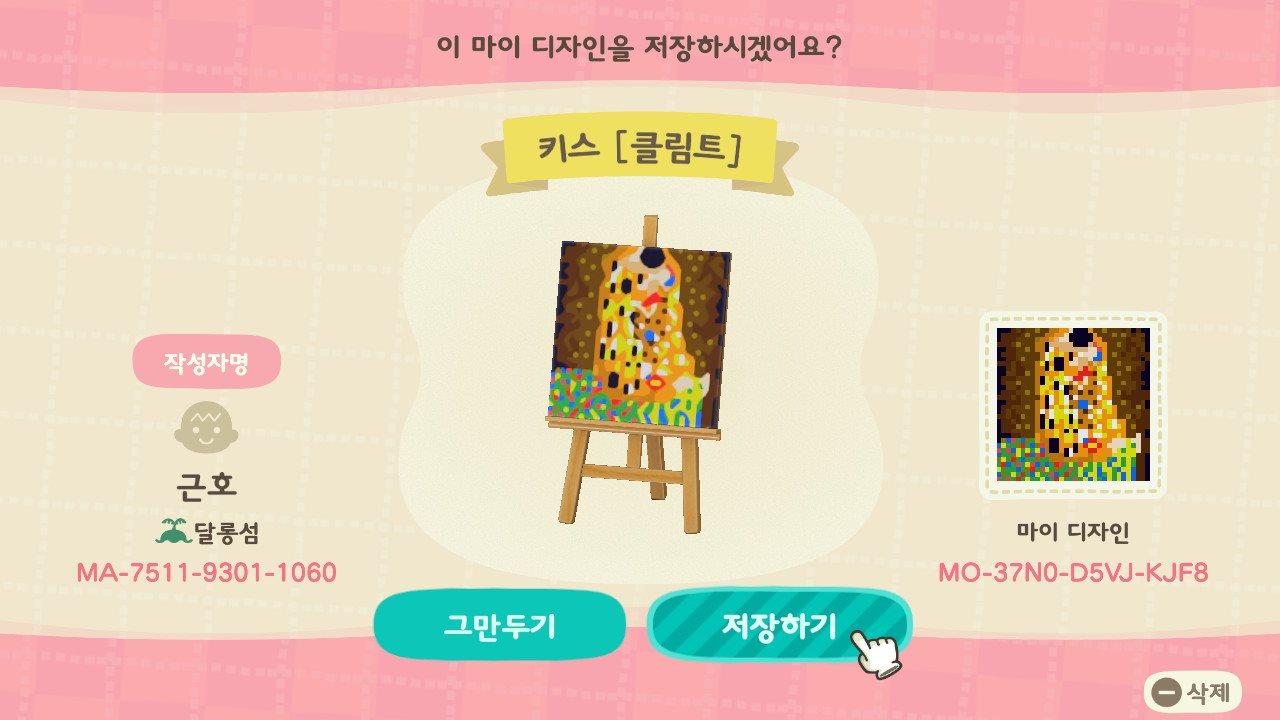 이 마이 디자인을 저장하시겠어요?
키스 [클림트]
작성자명
근호
달롱섬
MA-7511-9301-1060
마이 디자인
MO-37N0-D5VJ-KJF8
그만두기
저장하기
삭제